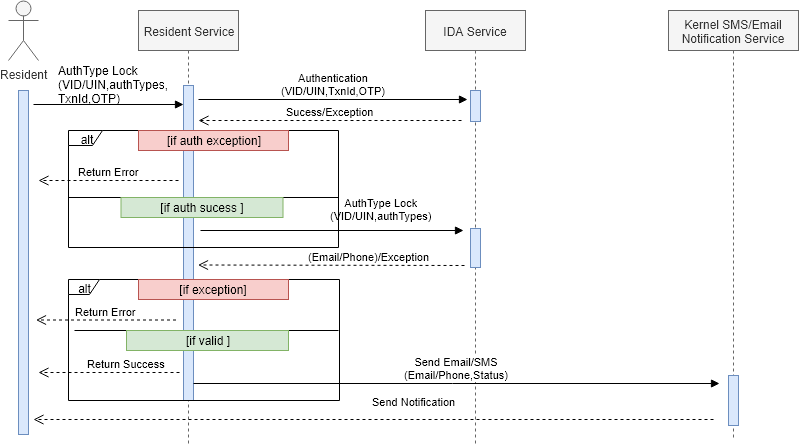 Resident Service
IDA Service
Kernel SMS/Email
Notification Service
Resident
AuthType Lock
(VID/UIN,authTypes,
TxnId,OTP)
Authentication
(VID/UIN,TxnId,OTP)
Sucess/Exception
alt
[if auth exception]
Return Error
[if auth sucess ]
AuthType Lock
(VID/UIN,authTypes)
(Email/Phone)/Exception
alt
[if exception]
Return Error
[if valid ]
Return Success
Send Email/SMS
(Email/Phone,Status)
Send Notification